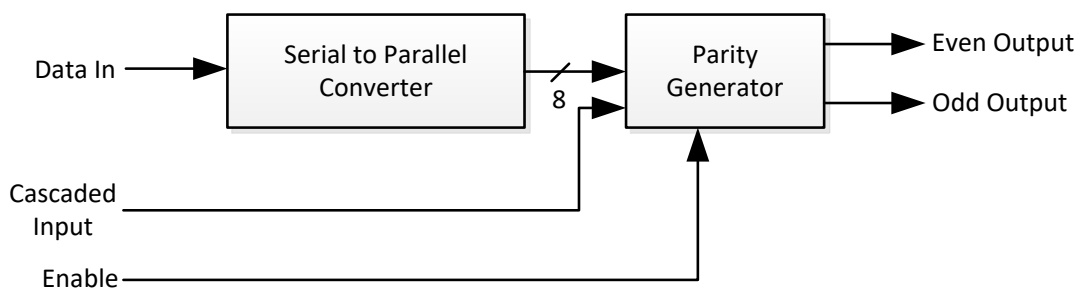 Data In
Serial to Parallel
Converter
8
Parity
Generator
Even Output
Odd Output
Cascaded
Input
Enable